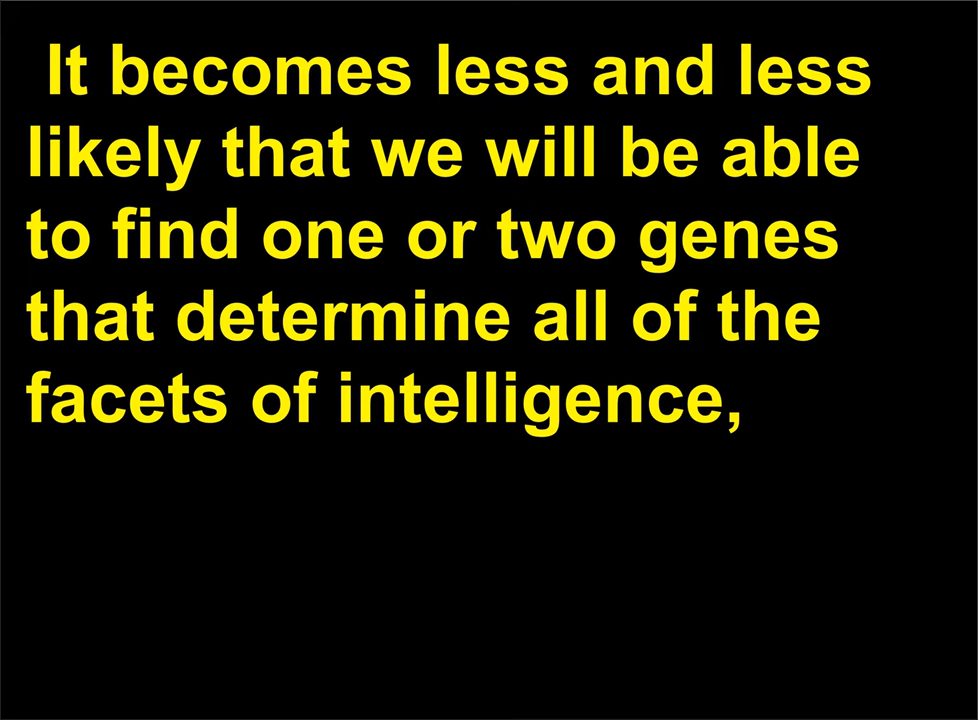 It becomes less and less
likely that we will be able
to find one or two genes
that determine all of the
facets of intelligence,